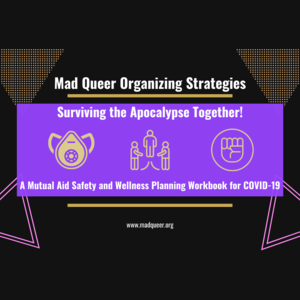 Mad Queer Organizing Strategies
Surviving the Apocalypse Together!
A Mutual Aid Safety and Wellness Planning Workbook for COVID-19
www.madqueer.org